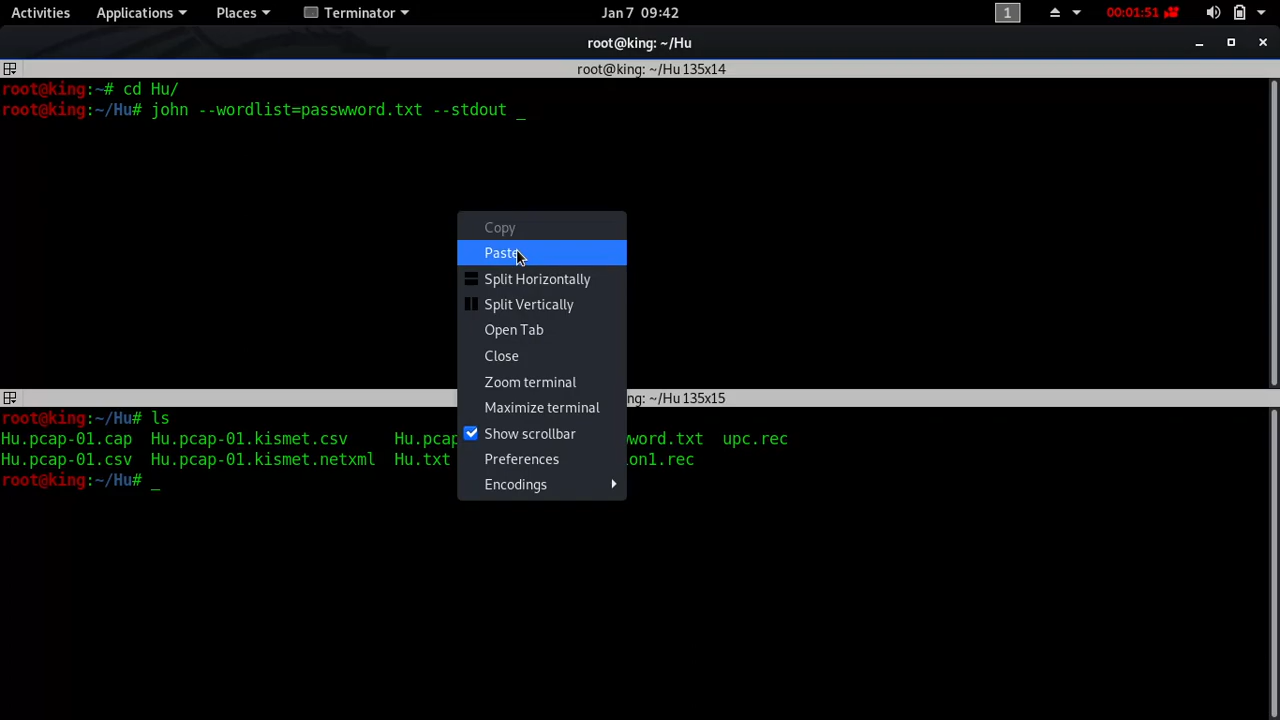 Activities Applications Places Terminator Jan 7 09:42 1 00:01:51
root@king: ~/Hu
root@king: ~/Hu 135x14
root@king:~# cd Hu/
root@king:~/Hu# john --wordlist=passwword.txt --stdout _
Copy
Paste
Split Horizontally
Split Vertically
Open Tab
Close
Zoom terminal
Maximize terminal
Show scrollbar
Preferences
Encodings
ng: ~/Hu 135x15
root@king:~/Hu# ls
Hu.pcap-01.cap Hu.pcap-01.kismet.csv Hu.pcap word.txt upc.rec
Hu.pcap-01.csv Hu.pcap-01.kismet.netxml Hu.txt ion1.rec
root@king:~/Hu# _